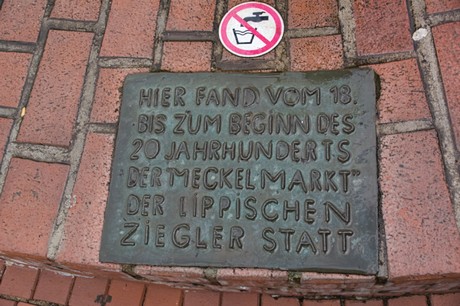 HIER FAND VOM 18.
BIS ZUM BEGINN DES
20 JAHRHUNDERTS
DER "MECKELMARKT"
DER LIPPISCHEN
ZIEGLER STATT